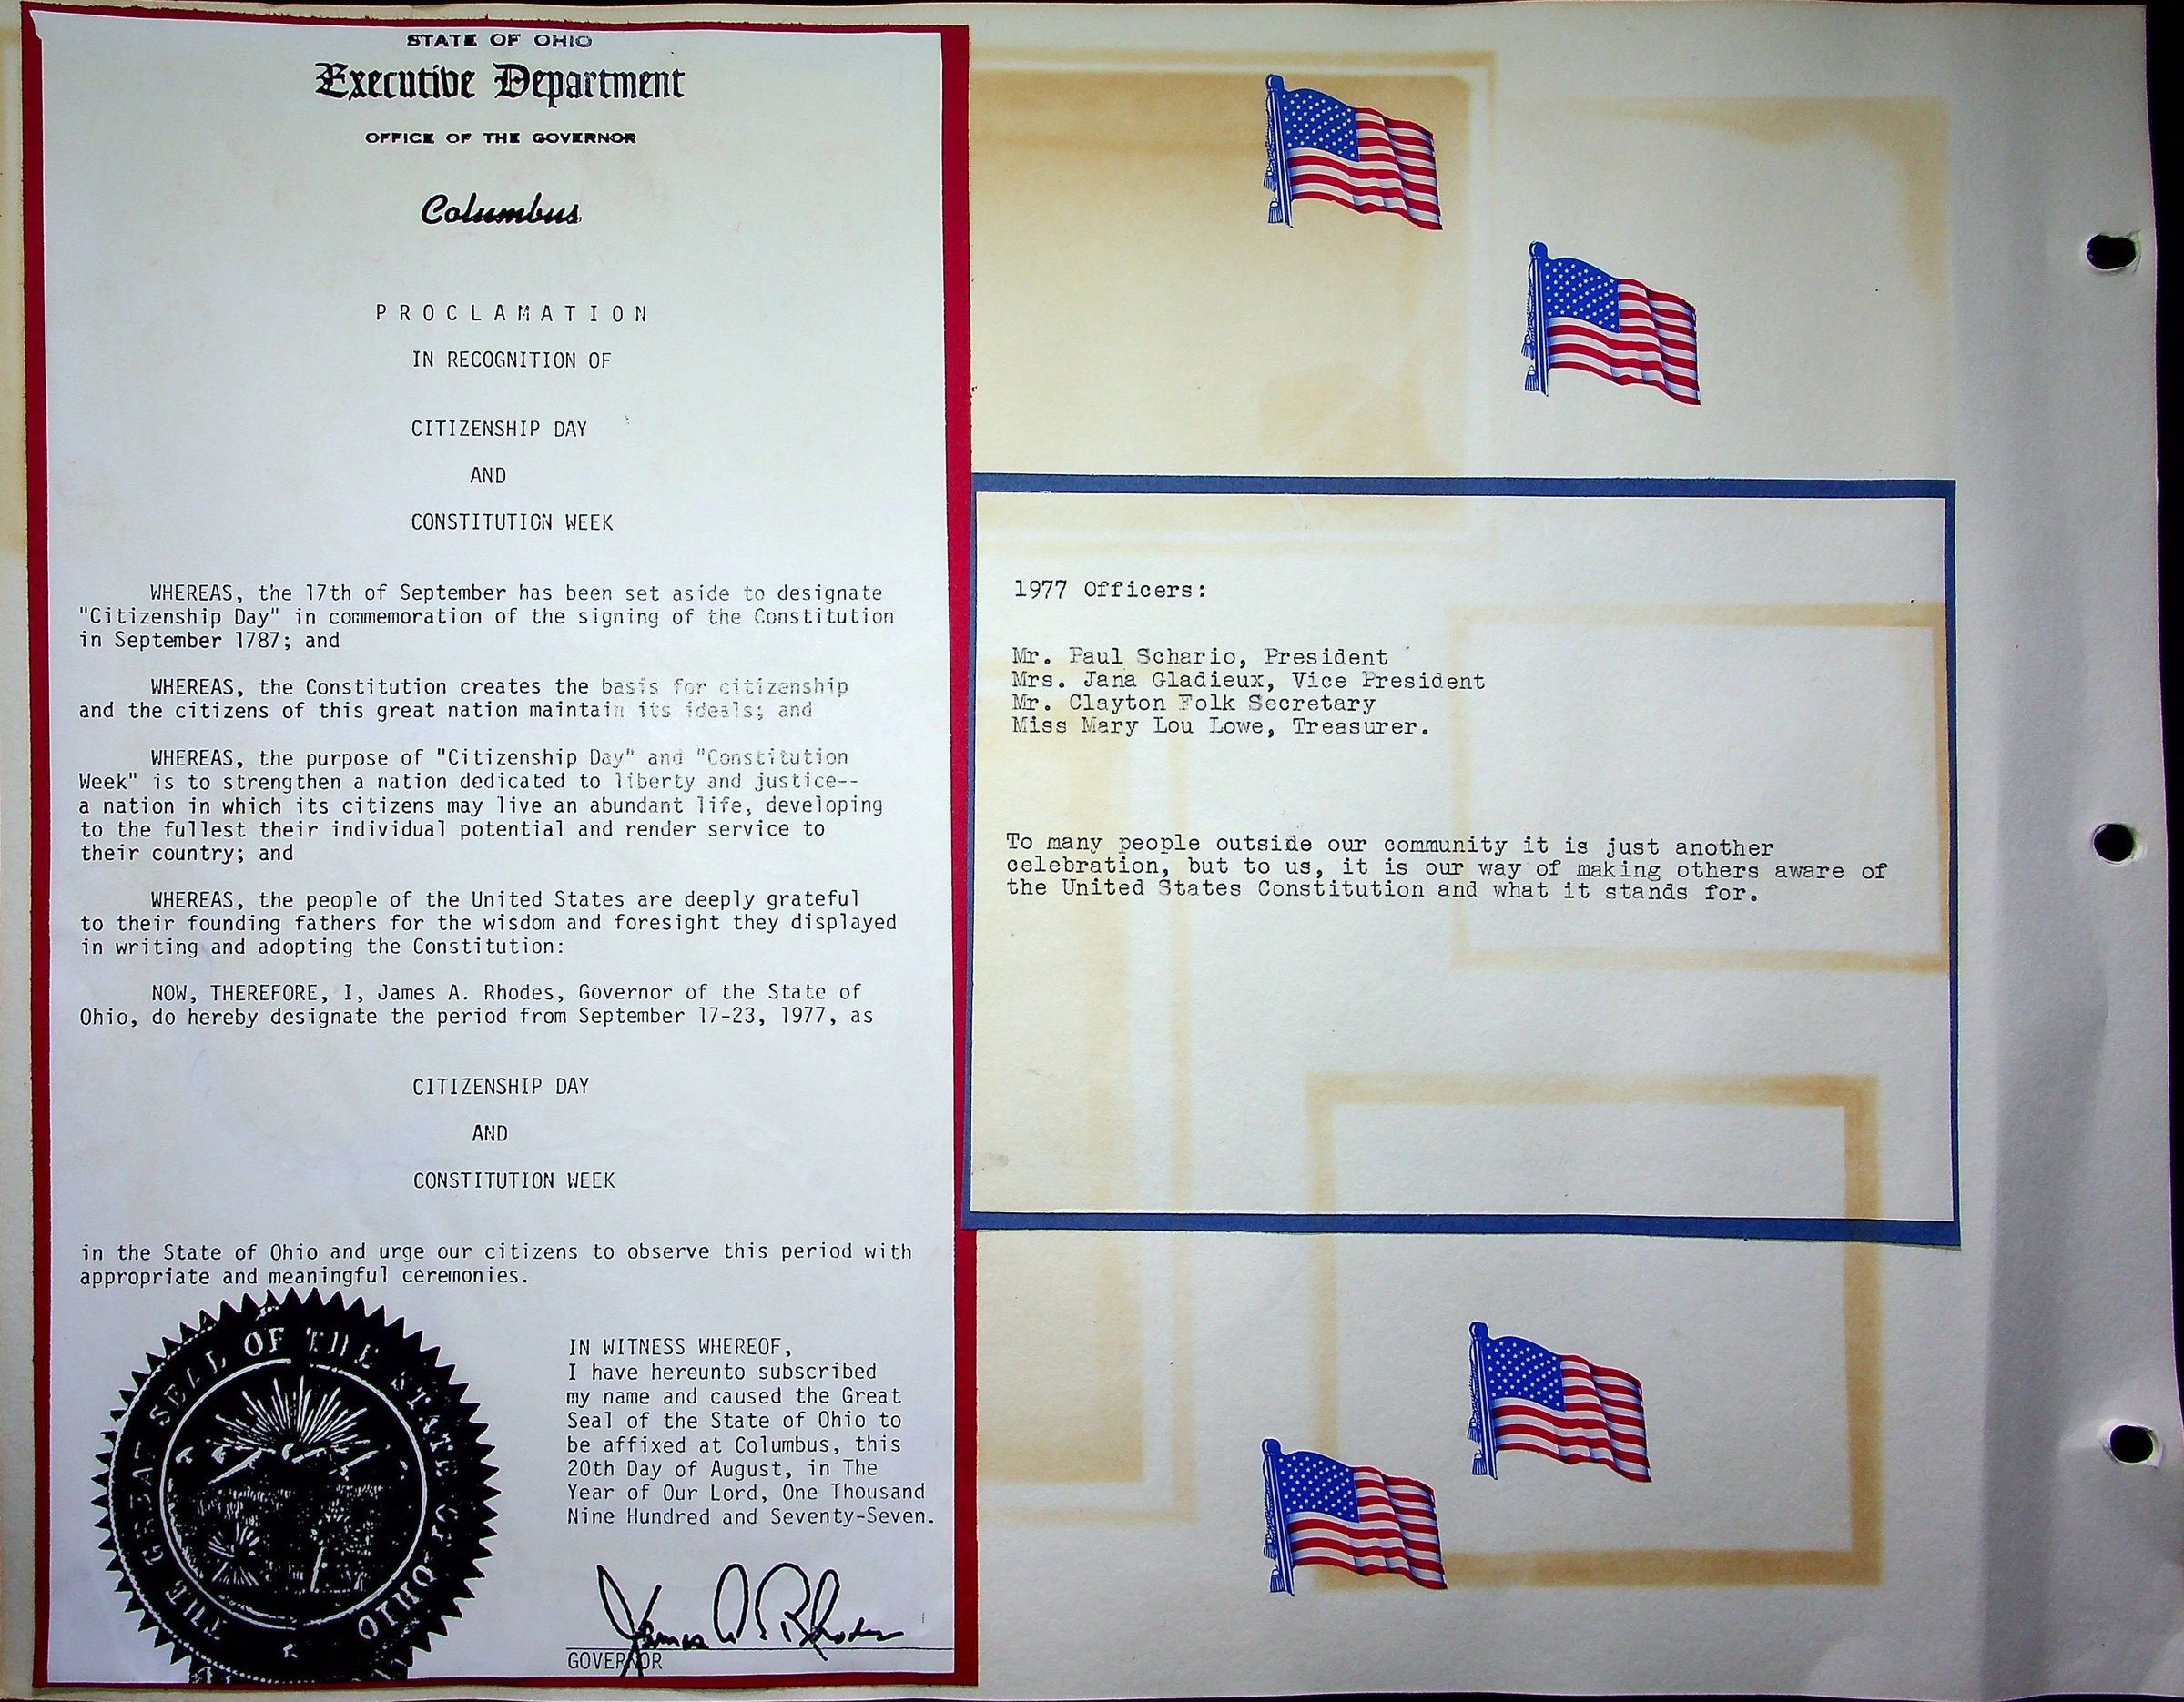 STATE OF OHIO
Executive Department
OFFICE OF THE GOVERNOR
Columbus
PROCLAMATION
IN RECOGNITION OF
CITIZENSHIP DAY
AND
CONSTITUTION WEEK
WHEREAS, the 17th of September has been set aside to designate
"Citizenship Day" in commemoration of the signing of the Constitution
in September 1787; and
WHEREAS, the Constitution creates the basis for citizenship
and the citizens of this great nation maintain its ideals; and
WHEREAS, the purpose of "Citizenship Day" and "Constitution
Week" is to strengthen a nation dedicated to liberty and justice--
a nation in which its citizens may live an abundant life, developing
to the fullest their individual potential and render service to
their country; and
WHEREAS, the people of the United States are deeply grateful
to their founding fathers for the wisdom and foresight they displayed
in writing and adopting the Constitution:
NOW, THEREFORE, I, James A. Rhodes, Governor of the State of
Ohio, do hereby designate the period from September 17-23, 1977, as
CITIZENSHIP DAY
AND
CONSTITUTION WEEK
in the State of Ohio and urge our citizens to observe this period with
appropriate and meaningful ceremonies.
THE GREAT SEAL OF THE STATE OF OHIO
IN WITNESS WHEREOF,
I have hereunto subscribed
my name and caused the Great
Seal of the State of Ohio to
be affixed at Columbus, this
20th Day of August, in The
Year of Our Lord, One Thousand
Nine Hundred and Seventy-Seven.
James A. Rhodes
GOVERNOR
1977 Officers:
Mr. Paul Schario, President
Mrs. Jana Gladieux, Vice President
Mr. Clayton Folk Secretary
Miss Mary Lou Lowe, Treasurer.
To many people outside our community it is just another
celebration, but to us, it is our way of making others aware of
the United States Constitution and what it stands for.